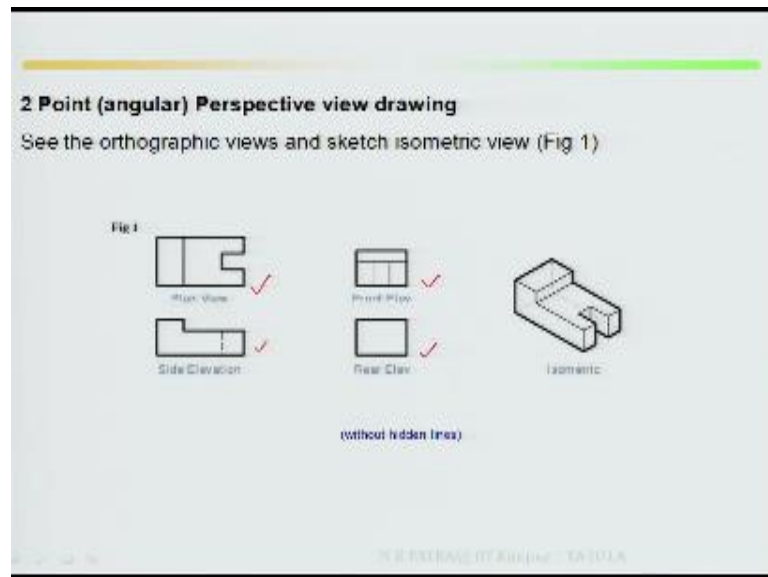 2 Point (angular) Perspective view drawing
See the orthographic views and sketch isometric view (Fig 1)
Fig 1
Plan View
Front Elev
Side Elevation
Rear Elev
Isometric
(without hidden lines)